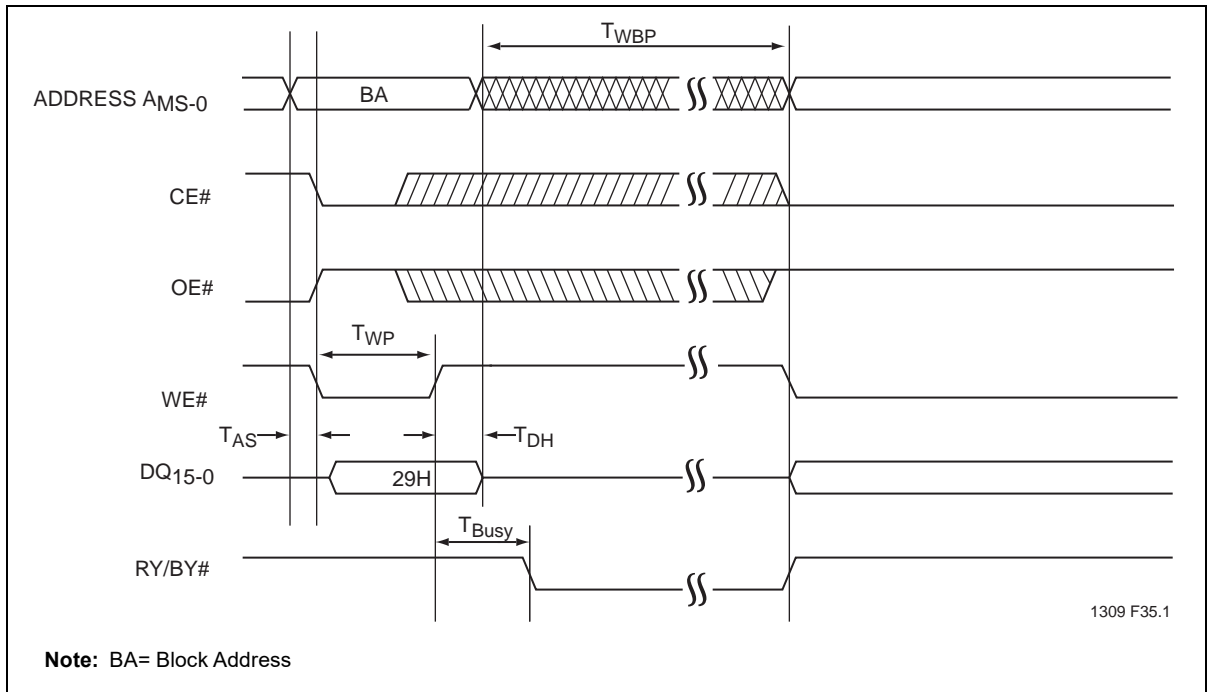 TWBP
ADDRESS AMS-0
BA
CE#
OE#
TWP
WE#
TAS
TDH
DQ15-0
29H
TBusy
RY/BY#
1309 F35.1
Note: BA= Block Address